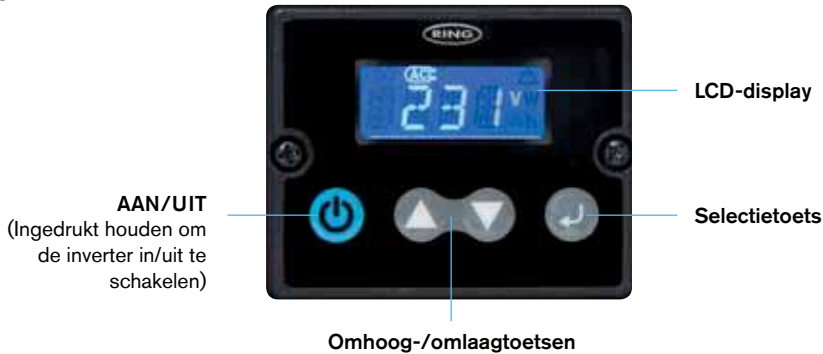 RING
AC
231 V
LCD-display
AAN/UIT
(Ingedrukt houden om
de inverter in/uit te
schakelen)
Selectietoets
Omhoog-/omlaagtoetsen